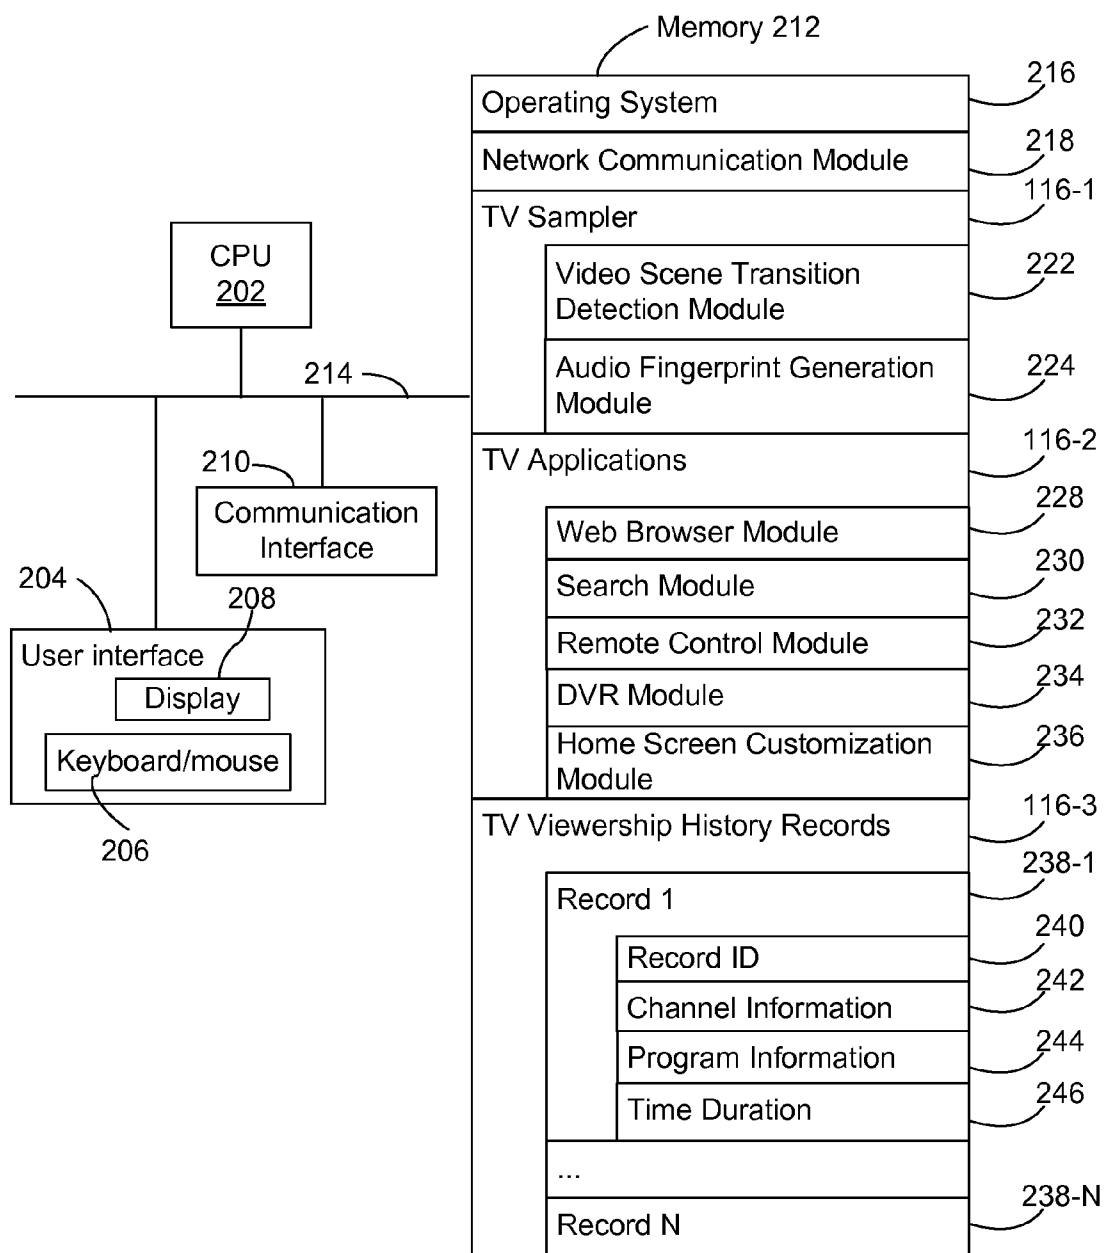 Memory 212
Operating System
216
Network Communication Module
218
TV Sampler
116-1
Video Scene Transition
Detection Module
222
Audio Fingerprint Generation
Module
224
TV Applications
116-2
Web Browser Module
228
Search Module
230
Remote Control Module
232
DVR Module
234
Home Screen Customization
Module
236
TV Viewership History Records
116-3
Record 1
238-1
Record ID
240
Channel Information
242
Program Information
244
Time Duration
246
...
Record N
238-N
CPU
202
214
210
Communication
Interface
204
208
User interface
Display
Keyboard/mouse
206